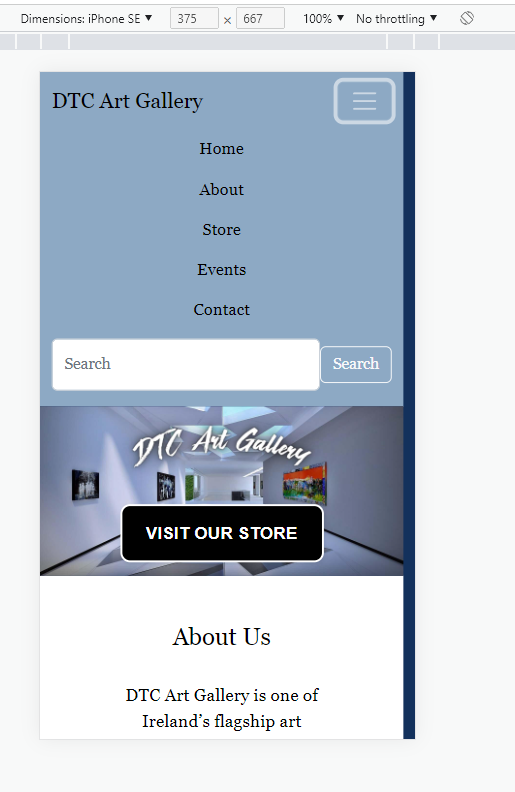 Dimensions: iPhone SE ▼ 375 × 667 100% ▼ No throttling ▼
DTC Art Gallery
Home
About
Store
Events
Contact
Search Search
DTC Art Gallery
VISIT OUR STORE
About Us
DTC Art Gallery is one of
Ireland’s flagship art